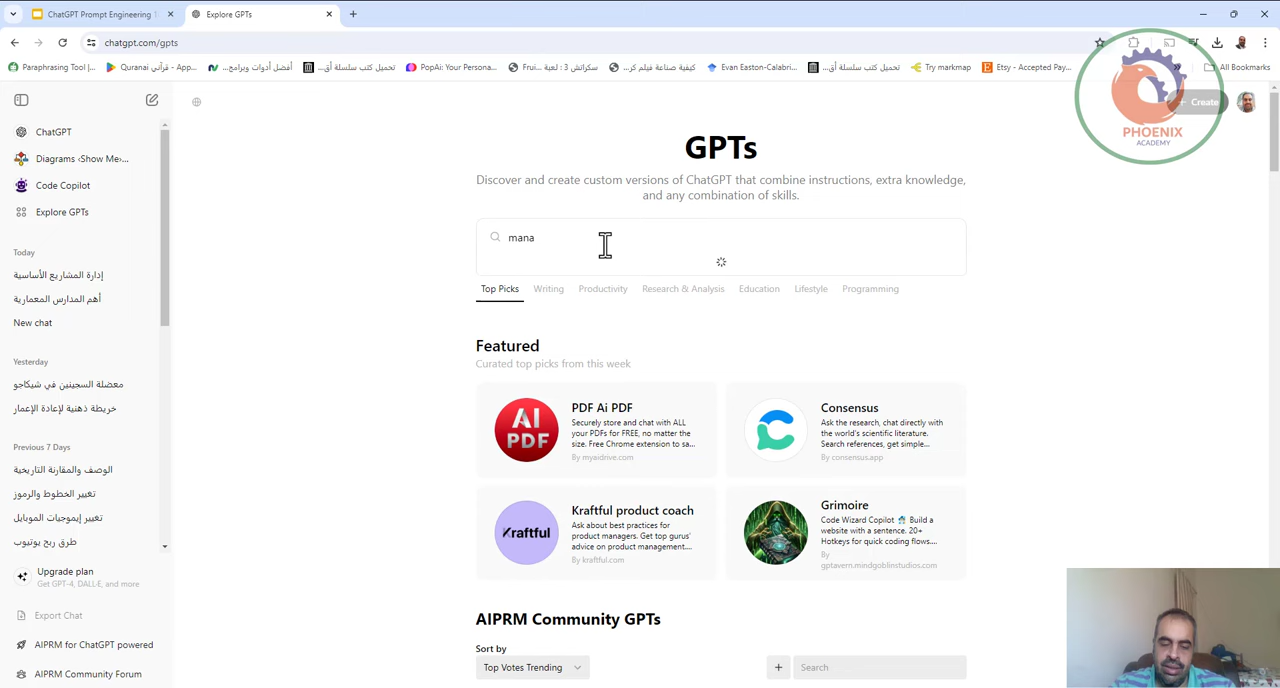 ChatGPT Prompt Engineering
Explore GPTs
chatgpt.com/gpts
Paraphrasing Tool |...
Quranai قرآني - App...
أفضل أدوات وبرامج...
تحميل كتب سلسلة أق...
PopAi: Your Persona...
سكراتش 3 : لعبة Frui...
كيفية صناعة فيلم كر...
Evan Easton-Calabri...
تحميل كتب سلسلة أق...
Try markmap
Etsy - Accepted Pay...
All Bookmarks
PHOENIX
ACADEMY
Create
ChatGPT
Diagrams ‹Show Me›...
Code Copilot
Explore GPTs
Today
إدارة المشاريع الأساسية
أهم المدارس المعمارية
New chat
Yesterday
معضلة السجينين في شيكاجو
خريطة ذهنية لإعادة الإعمار
Previous 7 Days
الوصف والمقارنة التاريخية
تغيير الخطوط والرموز
تغيير إيموجيات الموبايل
طرق ربح يوتيوب
Upgrade plan
Get GPT-4, DALL·E, and more
Export Chat
AIPRM for ChatGPT powered
AIPRM Community Forum
GPTs
Discover and create custom versions of ChatGPT that combine instructions, extra knowledge,
and any combination of skills.
mana
Top Picks
Writing
Productivity
Research & Analysis
Education
Lifestyle
Programming
Featured
Curated top picks from this week
PDF Ai PDF
Securely store and chat with ALL
your PDFs for FREE, no matter the
size. Free Chrome extension to sa...
By myaidrive.com
Consensus
Ask the research, chat directly with
the world's scientific literature.
Search references, get simple...
By consensus.app
AI
PDF
Kraftful product coach
Ask about best practices for
product managers. Get top gurus'
advice on product management....
By kraftful.com
Kraftful
Grimoire
Code Wizard Copilot 🧙 Build a
website with a sentence. 20+
Hotkeys for quick coding flows....
By
gptavern.mindgoblinstudios.com
AIPRM Community GPTs
Sort by
Top Votes Trending
Search